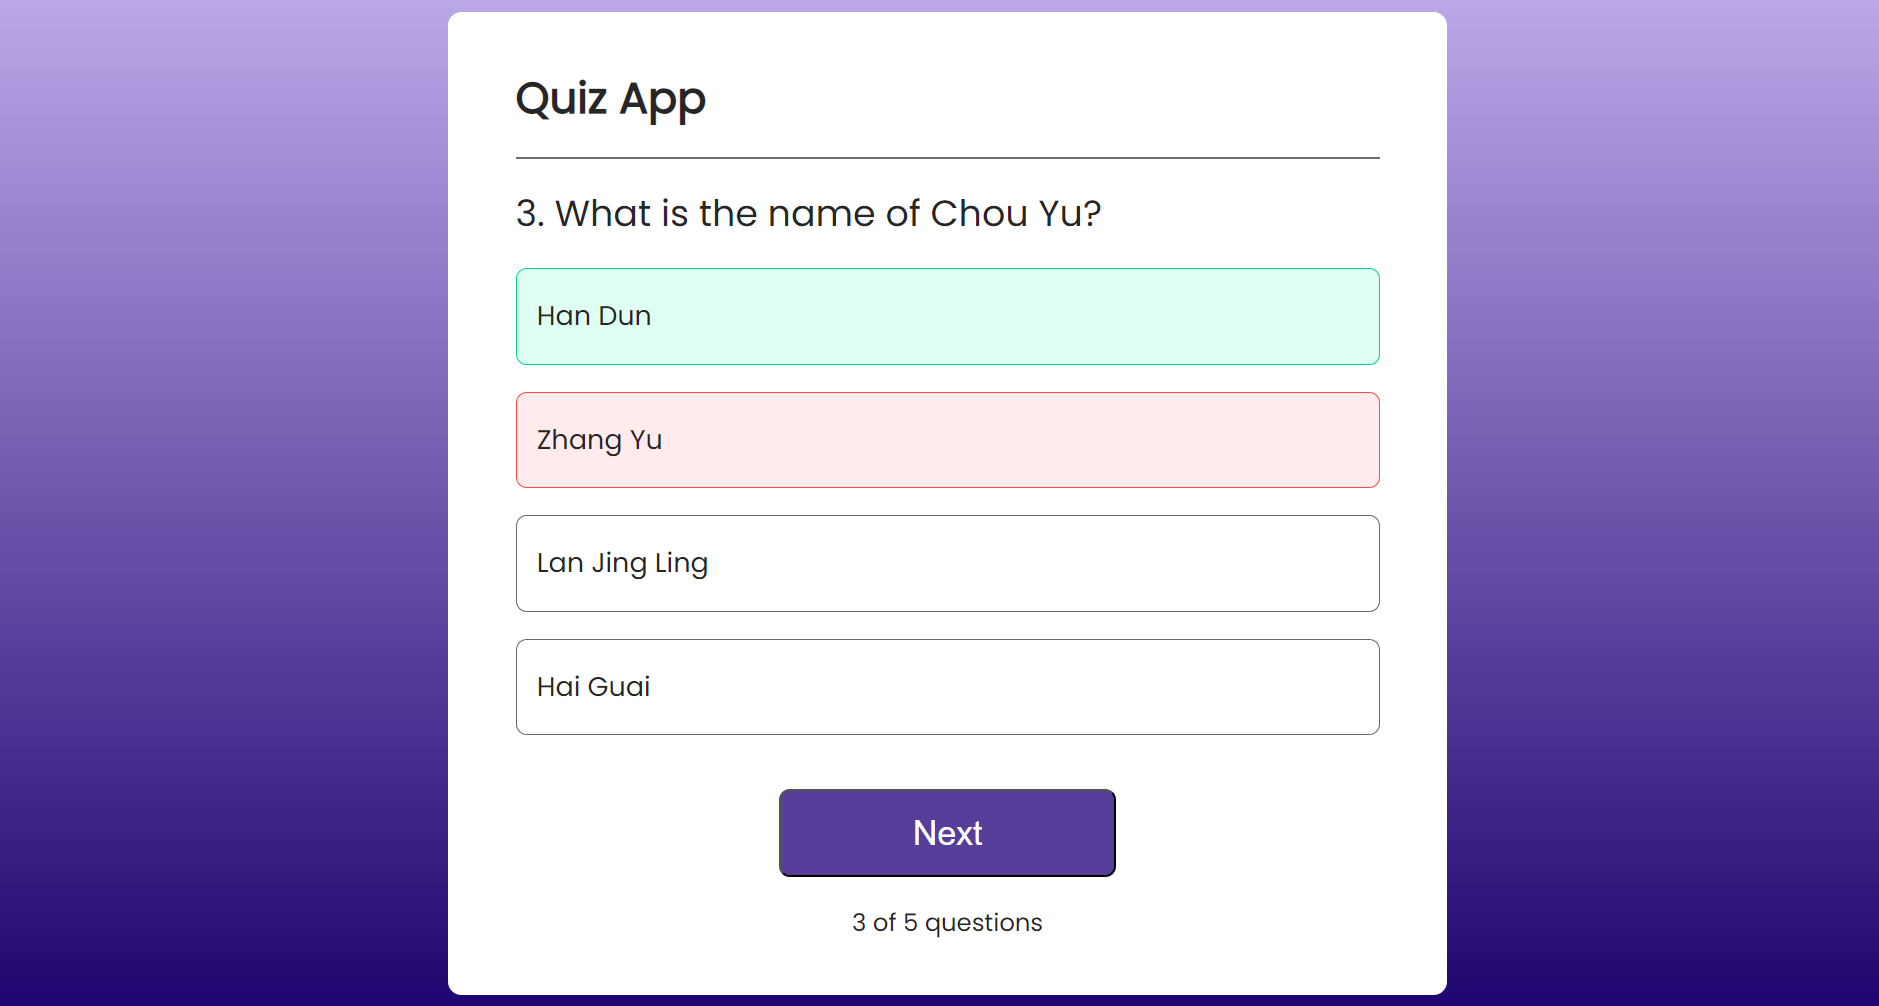 Quiz App
3. What is the name of Chou Yu?
Han Dun
Zhang Yu
Lan Jing Ling
Hai Guai
Next
3 of 5 questions